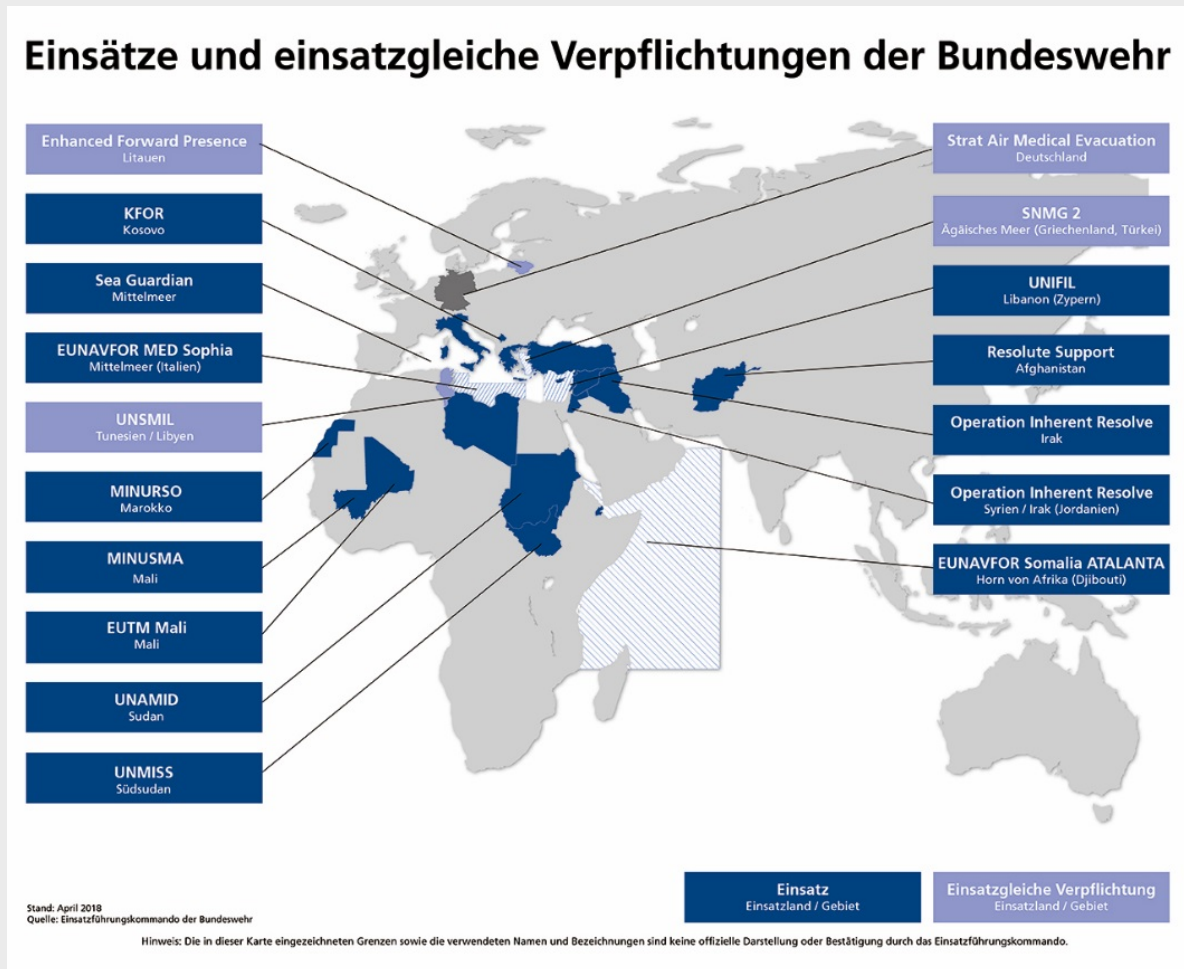 Einsätze und einsatzgleiche Verpflichtungen der Bundeswehr
Enhanced Forward Presence
Litauen
KFOR
Kosovo
Sea Guardian
Mittelmeer
EUNAVFOR MED Sophia
Mittelmeer (Italien)
UNSMIL
Tunesien / Libyen
MINURSO
Marokko
MINUSMA
Mali
EUTM Mali
Mali
UNAMID
Sudan
UNMISS
Südsudan
Strat Air Medical Evacuation
Deutschland
SNMG 2
Ägäisches Meer (Griechenland, Türkei)
UNIFIL
Libanon (Zypern)
Resolute Support
Afghanistan
Operation Inherent Resolve
Irak
Operation Inherent Resolve
Syrien / Irak (Jordanien)
EUNAVFOR Somalia ATALANTA
Horn von Afrika (Djibouti)
Einsatz
Einsatzland / Gebiet
Einsatzgleiche Verpflichtung
Einsatzland / Gebiet
Stand: April 2018
Quelle: Einsatzführungskommando der Bundeswehr
Hinweis: Die in dieser Karte eingezeichneten Grenzen sowie die verwendeten Namen und Bezeichnungen sind keine offizielle Darstellung oder Bestätigung durch das Einsatzführungskommando.